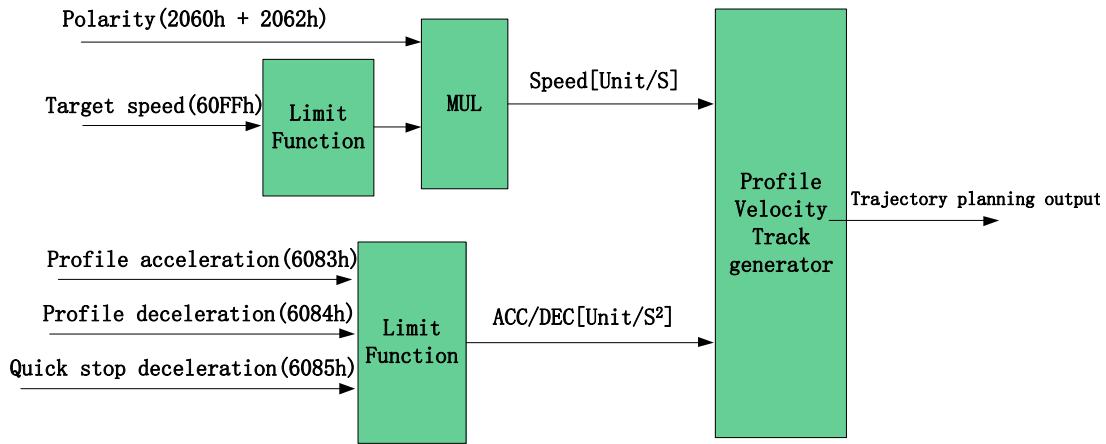 Polarity(2060h + 2062h)
Target speed(60FFh)
Limit
Function
MUL
Speed[Unit/S]
Profile
Velocity
Track
generator
Trajectory planning output
Profile acceleration(6083h)
Profile deceleration(6084h)
Quick stop deceleration(6085h)
Limit
Function
ACC/DEC[Unit/S²]